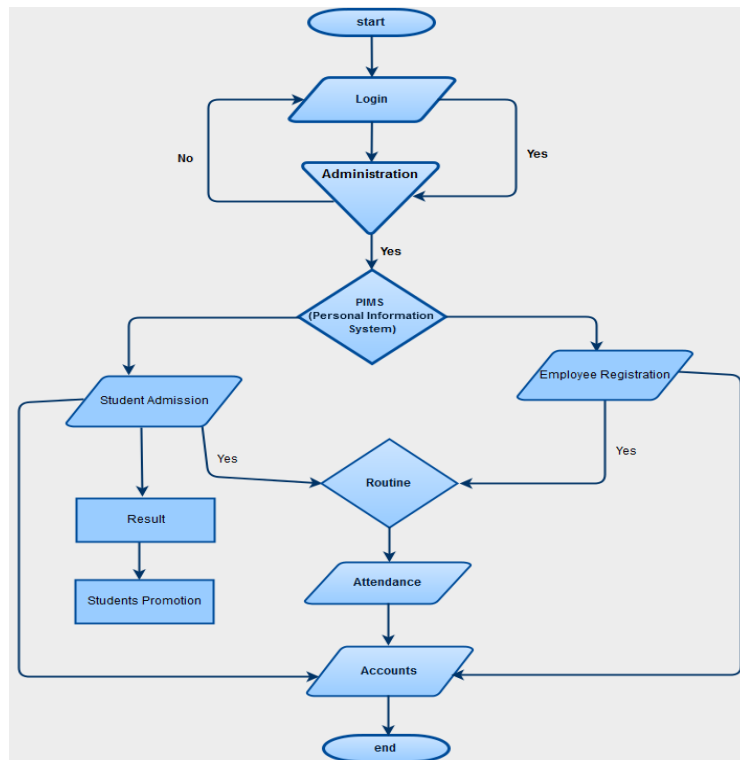 start
Login
No
Yes
Administration
Yes
PIMS
(Personal Information
System)
Student Admission
Employee Registration
Yes
Yes
Routine
Result
Attendance
Students Promotion
Accounts
end